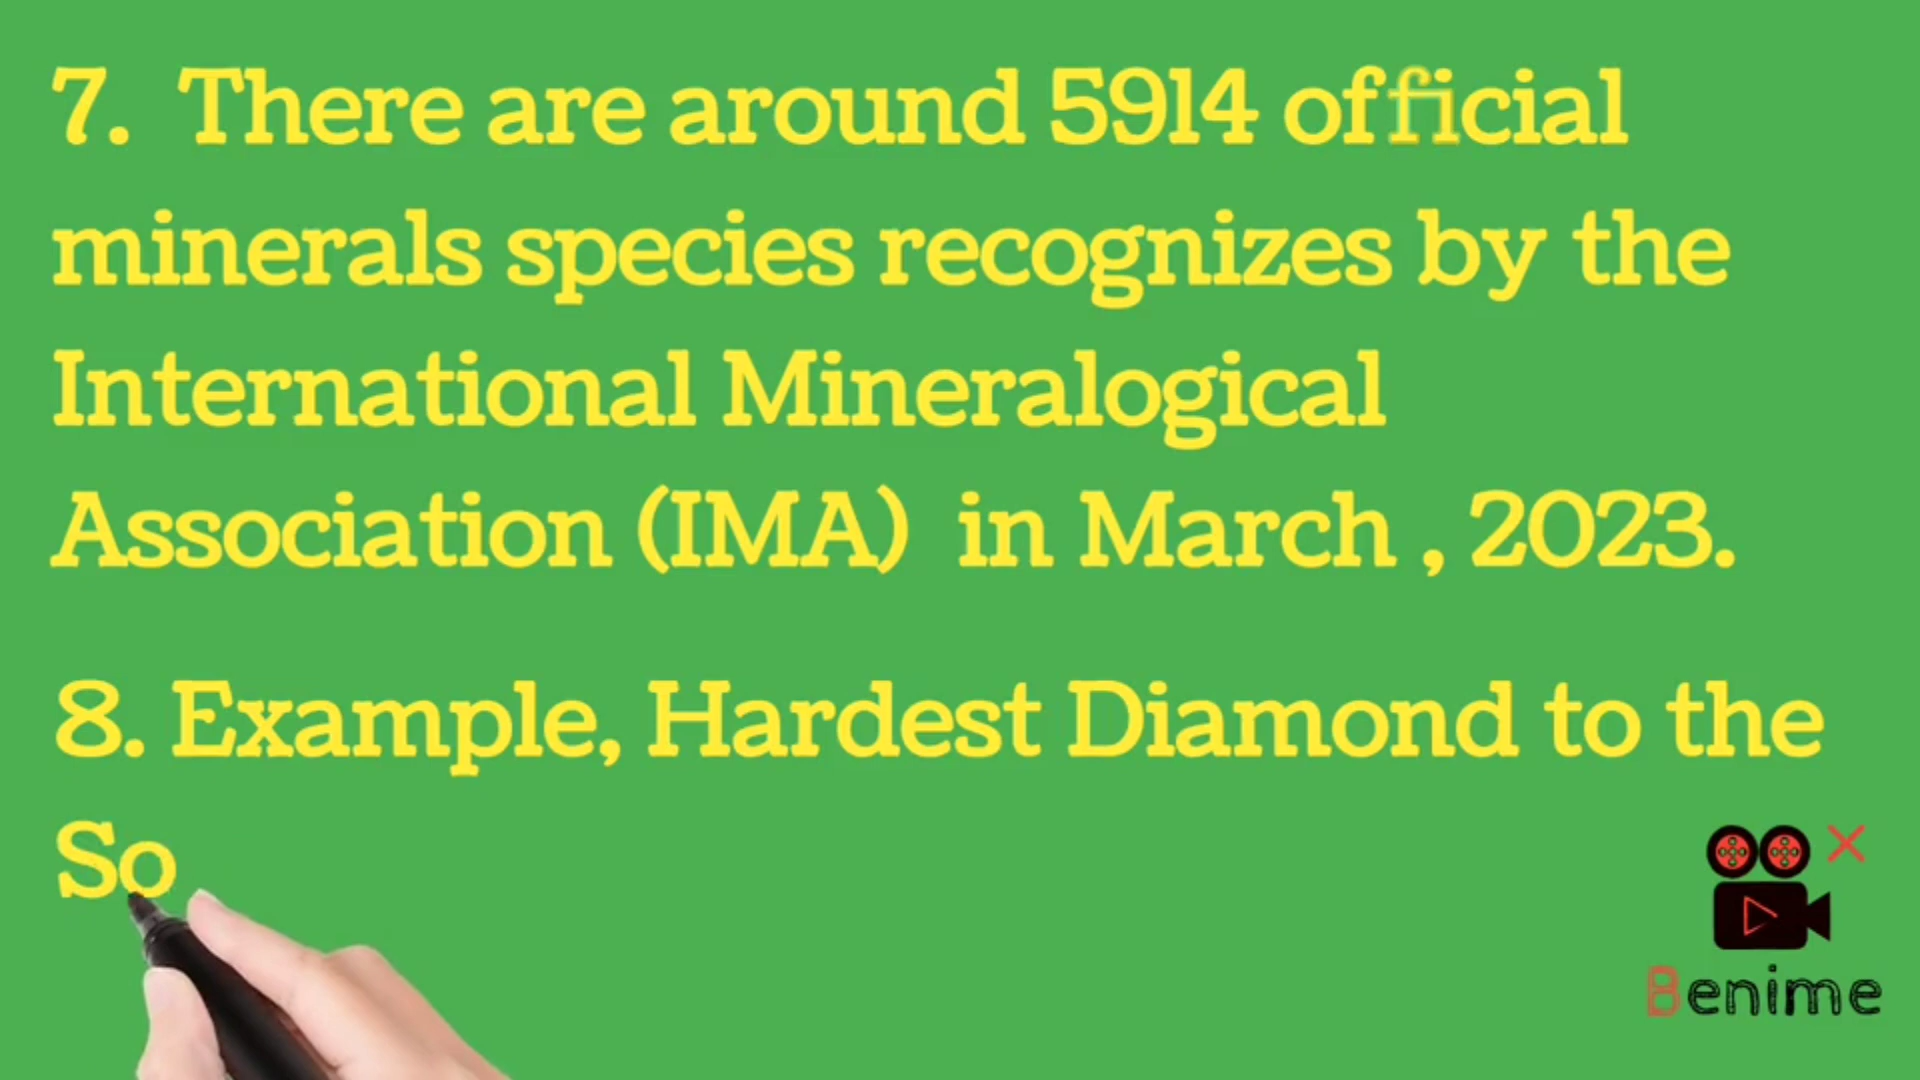 7.  There are around 5914 official
minerals species recognizes by the
International Mineralogical
Association (IMA)  in March , 2023.
8. Example, Hardest Diamond to the
So
Benime